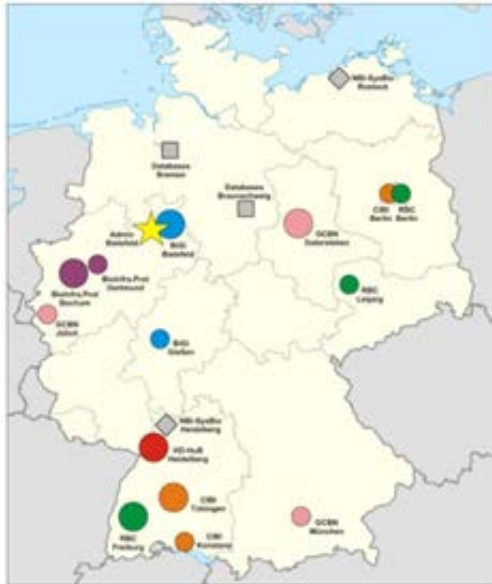 NBI-SysBio
Rostock
Databases
Bremen
Databases
Braunschweig
CIBI
Berlin
RBC
Berlin
Admin
Bielefeld
BiGi
Bielefeld
GCBN
Gatersleben
Bioinfra.Prot
Dortmund
Bioinfra.Prot
Bochum
RBC
Leipzig
GCBN
Jülich
BiGi
Gießen
NBI-SysBio
Heidelberg
HD-HuB
Heidelberg
CIBI
Tübingen
RBC
Freiburg
CIBI
Konstanz
GCBN
München